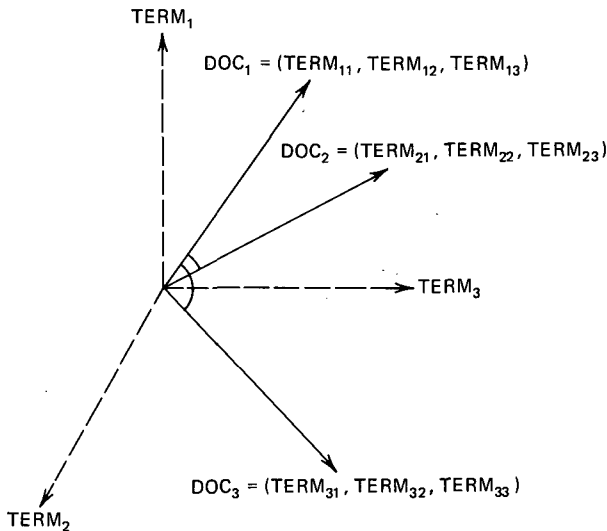 TERM₁
DOC₁ = (TERM₁₁, TERM₁₂, TERM₁₃)
DOC₂ = (TERM₂₁, TERM₂₂, TERM₂₃)
TERM₃
DOC₃ = (TERM₃₁, TERM₃₂, TERM₃₃)
TERM₂